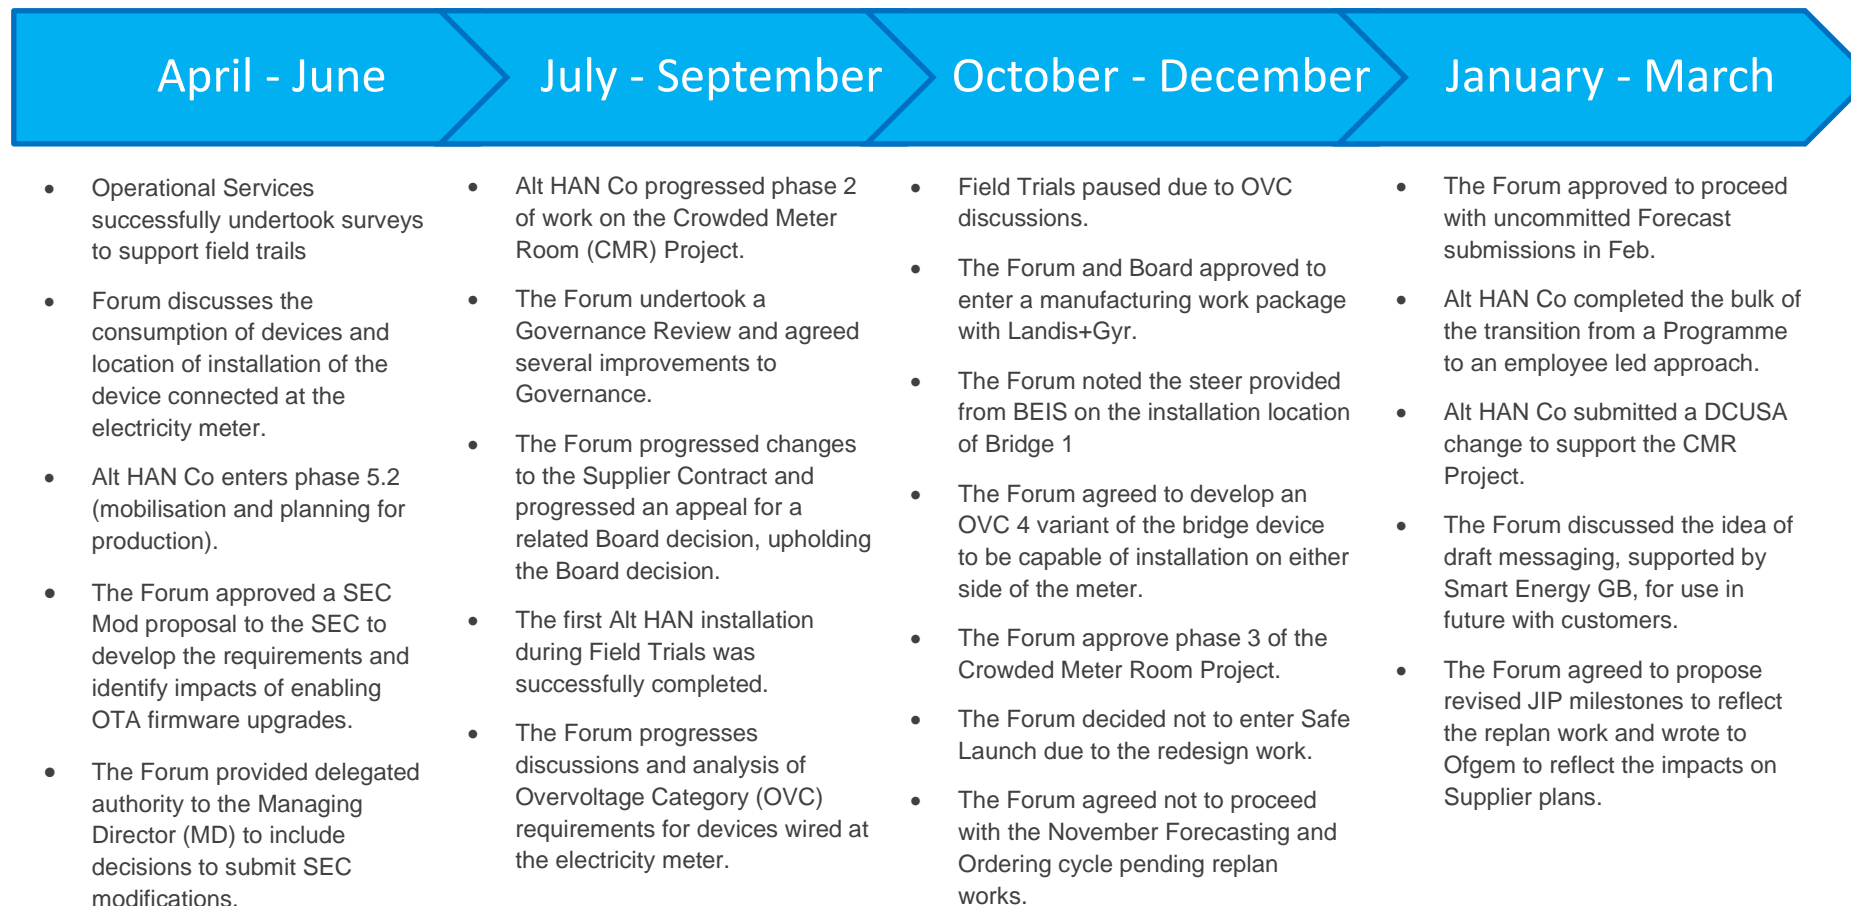 April - June
July - September
October - December
January - March
• Operational Services
successfully undertook surveys
to support field trails
• Forum discusses the
consumption of devices and
location of installation of the
device connected at the
electricity meter.
• Alt HAN Co enters phase 5.2
(mobilisation and planning for
production).
• The Forum approved a SEC
Mod proposal to the SEC to
develop the requirements and
identify impacts of enabling
OTA firmware upgrades.
• The Forum provided delegated
authority to the Managing
Director (MD) to include
decisions to submit SEC
modifications.
• Alt HAN Co progressed phase 2
of work on the Crowded Meter
Room (CMR) Project.
• The Forum undertook a
Governance Review and agreed
several improvements to
Governance.
• The Forum progressed changes
to the Supplier Contract and
progressed an appeal for a
related Board decision, upholding
the Board decision.
• The first Alt HAN installation
during Field Trials was
successfully completed.
• The Forum progresses
discussions and analysis of
Overvoltage Category (OVC)
requirements for devices wired at
the electricity meter.
• Field Trials paused due to OVC
discussions.
• The Forum and Board approved to
enter a manufacturing work package
with Landis+Gyr.
• The Forum noted the steer provided
from BEIS on the installation location
of Bridge 1
• The Forum agreed to develop an
OVC 4 variant of the bridge device
to be capable of installation on either
side of the meter.
• The Forum approve phase 3 of the
Crowded Meter Room Project.
• The Forum decided not to enter Safe
Launch due to the redesign work.
• The Forum agreed not to proceed
with the November Forecasting and
Ordering cycle pending replan
works.
• The Forum approved to proceed
with uncommitted Forecast
submissions in Feb.
• Alt HAN Co completed the bulk of
the transition from a Programme
to an employee led approach.
• Alt HAN Co submitted a DCUSA
change to support the CMR
Project.
• The Forum discussed the idea of
draft messaging, supported by
Smart Energy GB, for use in
future with customers.
• The Forum agreed to propose
revised JIP milestones to reflect
the replan work and wrote to
Ofgem to reflect the impacts on
Supplier plans.